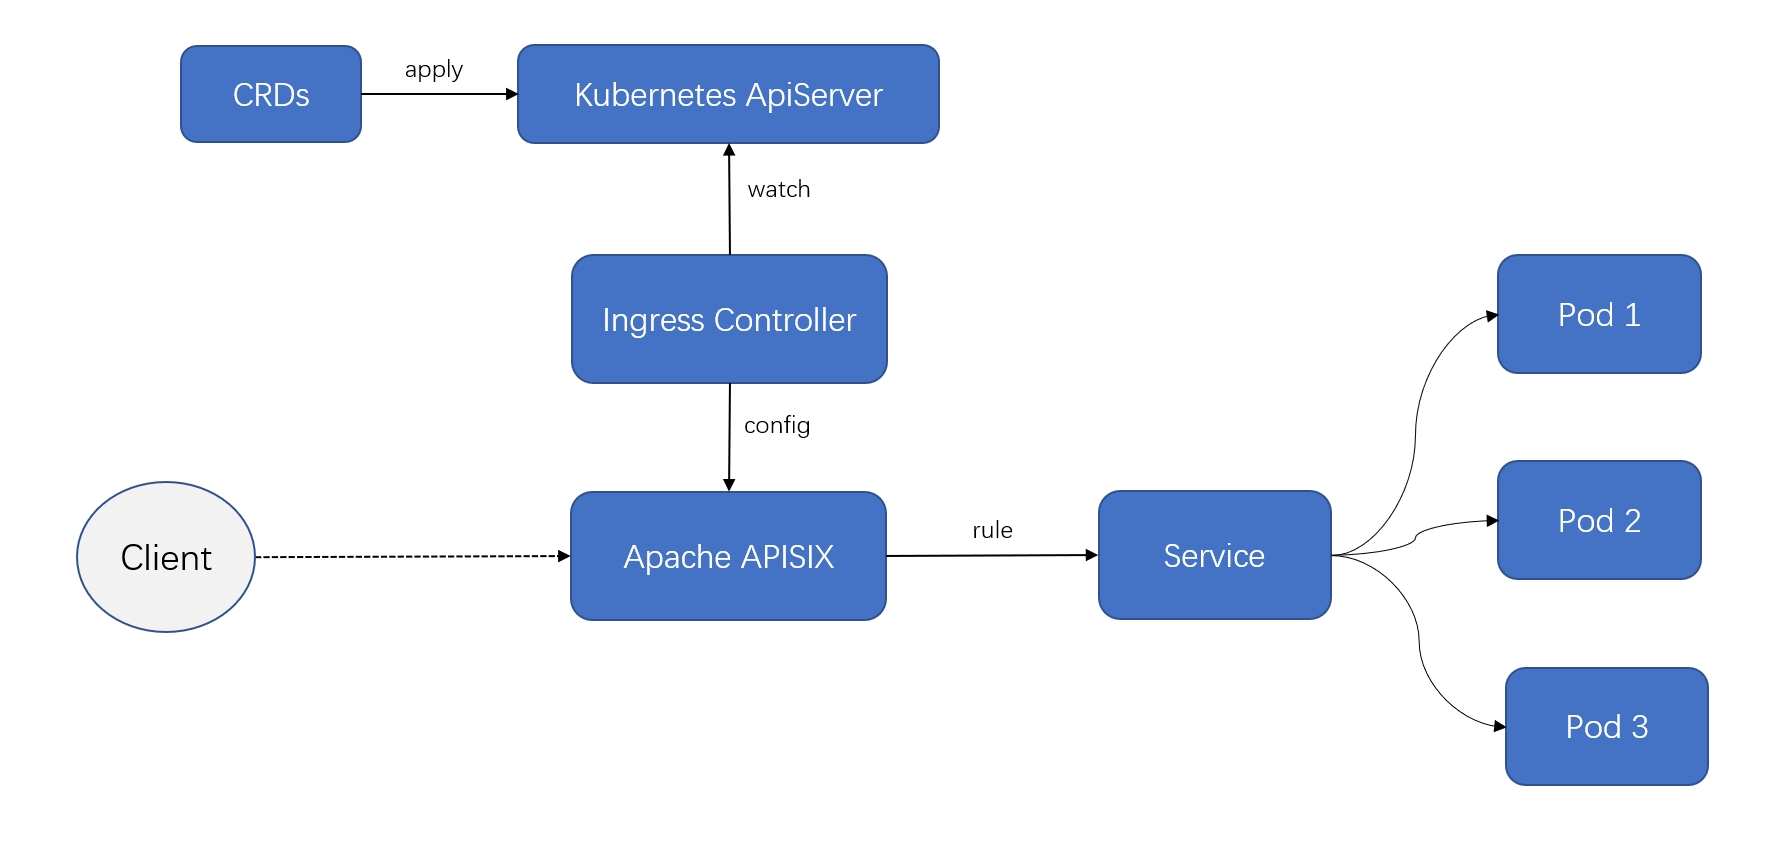 CRDs
apply
Kubernetes ApiServer
watch
Ingress Controller
config
Client
Apache APISIX
rule
Service
Pod 1
Pod 2
Pod 3